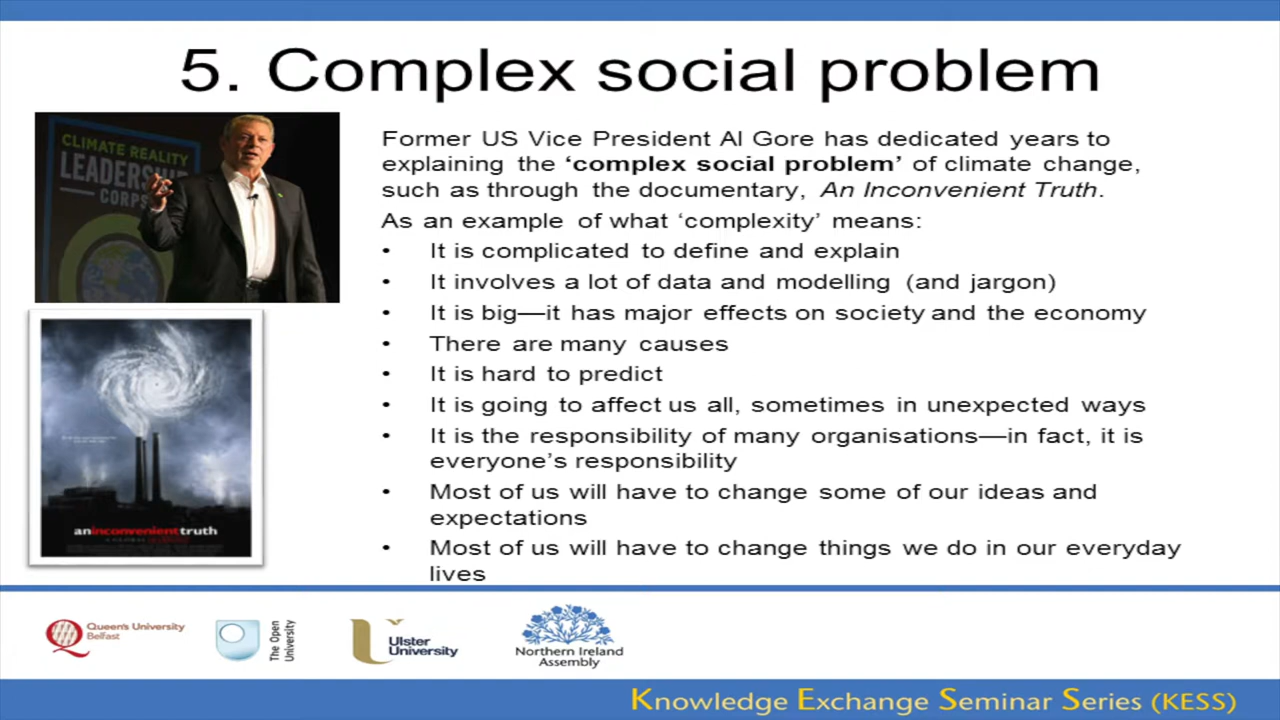 5. Complex social problem
CLIMATE REALITY
LEADERSHIP
CORPS
Former US Vice President Al Gore has dedicated years to
explaining the ‘complex social problem’ of climate change,
such as through the documentary, An Inconvenient Truth.
As an example of what ‘complexity’ means:
• It is complicated to define and explain
• It involves a lot of data and modelling (and jargon)
• It is big—it has major effects on society and the economy
• There are many causes
• It is hard to predict
• It is going to affect us all, sometimes in unexpected ways
• It is the responsibility of many organisations—in fact, it is
everyone’s responsibility
• Most of us will have to change some of our ideas and
expectations
• Most of us will have to change things we do in our everyday
lives
aninconvenienttruth
Queen's University
Belfast
The Open
University
Ulster
University
Northern Ireland
Assembly
Knowledge Exchange Seminar Series (KESS)